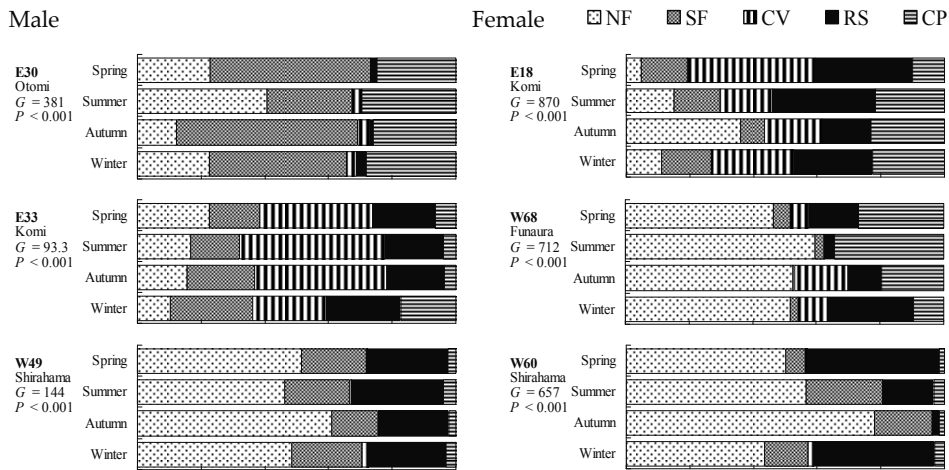 Male
Female NF SF CV RS CP
E30
Otomi
G = 381
P < 0.001
Spring
Summer
Autumn
Winter
E18
Komi
G = 870
P < 0.001
Spring
Summer
Autumn
Winter
E33
Komi
G = 93.3
P < 0.001
Spring
Summer
Autumn
Winter
W68
Funaura
G = 712
P < 0.001
Spring
Summer
Autumn
Winter
W49
Shirahama
G = 144
P < 0.001
Spring
Summer
Autumn
Winter
W60
Shirahama
G = 657
P < 0.001
Spring
Summer
Autumn
Winter